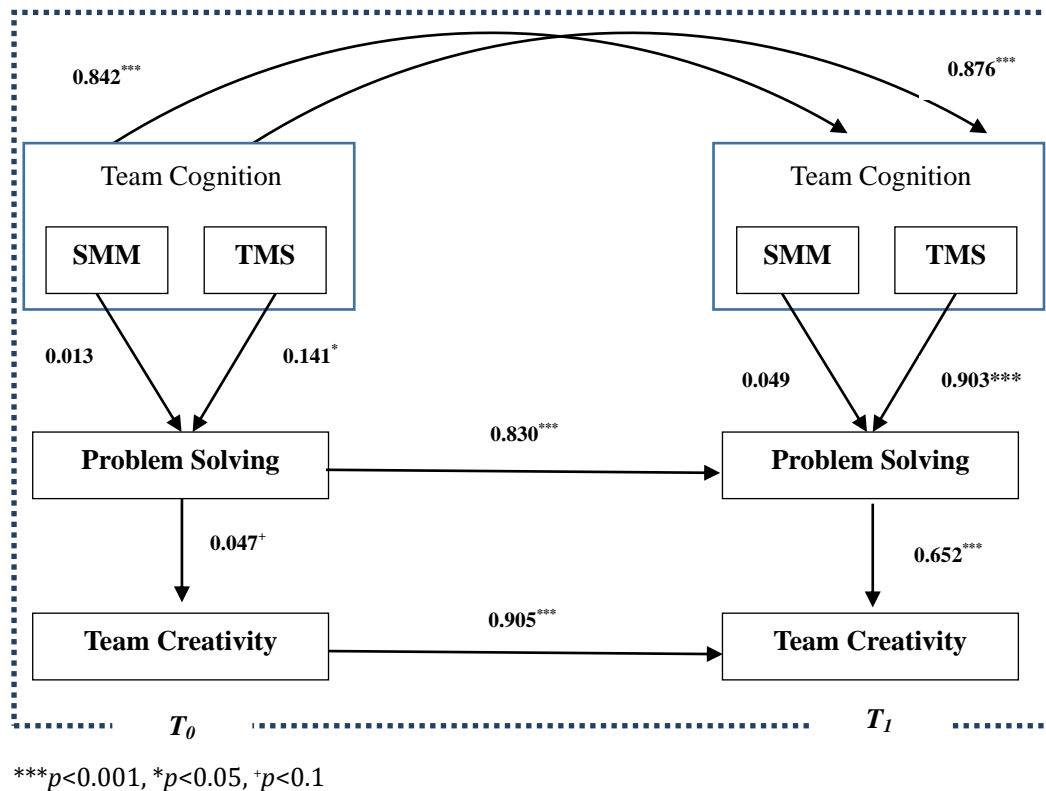 0.842*** 0.876***
Team Cognition Team Cognition
SMM TMS SMM TMS
0.013 0.141* 0.049 0.903***
0.830***
Problem Solving Problem Solving
0.047+ 0.652***
0.905***
Team Creativity Team Creativity
T0 T1
***p<0.001, *p<0.05, +p<0.1